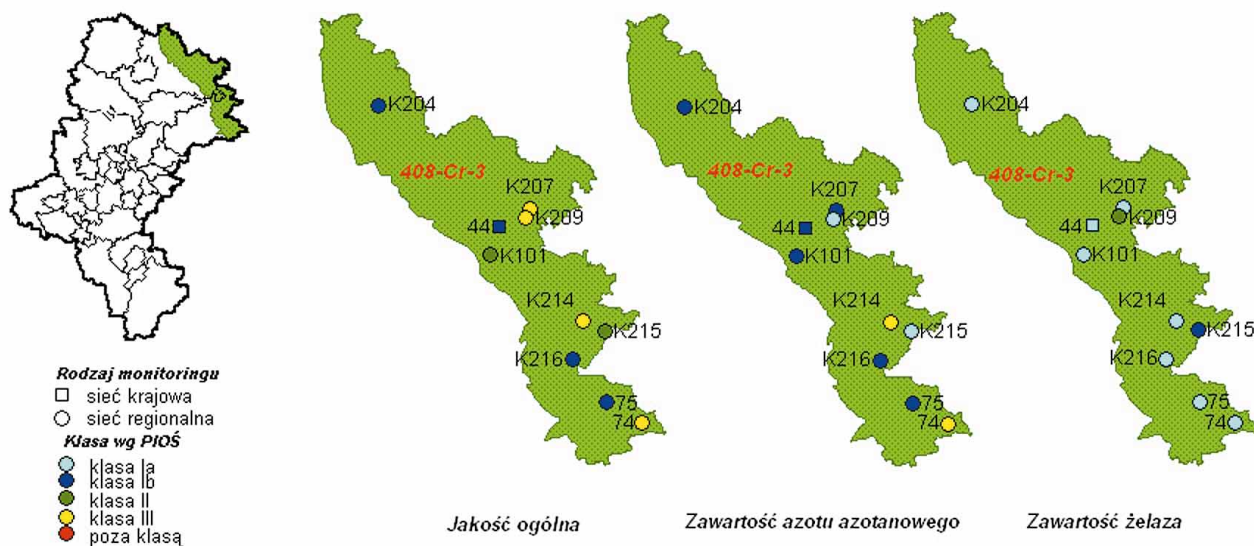 K204
408-Cr-3
K207
K209
44
K101
K214
K215
K216
75
74
Jakość ogólna
K204
408-Cr-3
K207
K209
44
K101
K214
K215
K216
75
74
Zawartość azotu azotanowego
K204
408-Cr-3
K207
K209
44
K101
K214
K215
K216
75
74
Zawartość żelaza
Rodzaj monitoringu
sieć krajowa
sieć regionalna
Klasa wg PIOŚ
klasa Ia
klasa Ib
klasa II
klasa III
poza klasą